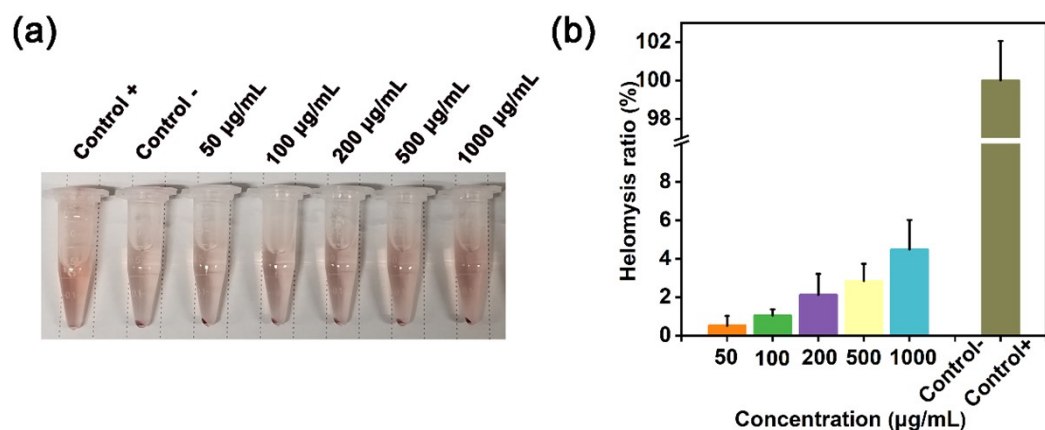 (a)
Control +
Control -
50 µg/mL
100 µg/mL
200 µg/mL
500 µg/mL
1000 µg/mL
(b)
Helomysis ratio (%)
102
100
98
8
6
4
2
0
50
100
200
500
1000
Control-
Control+
Concentration (µg/mL)